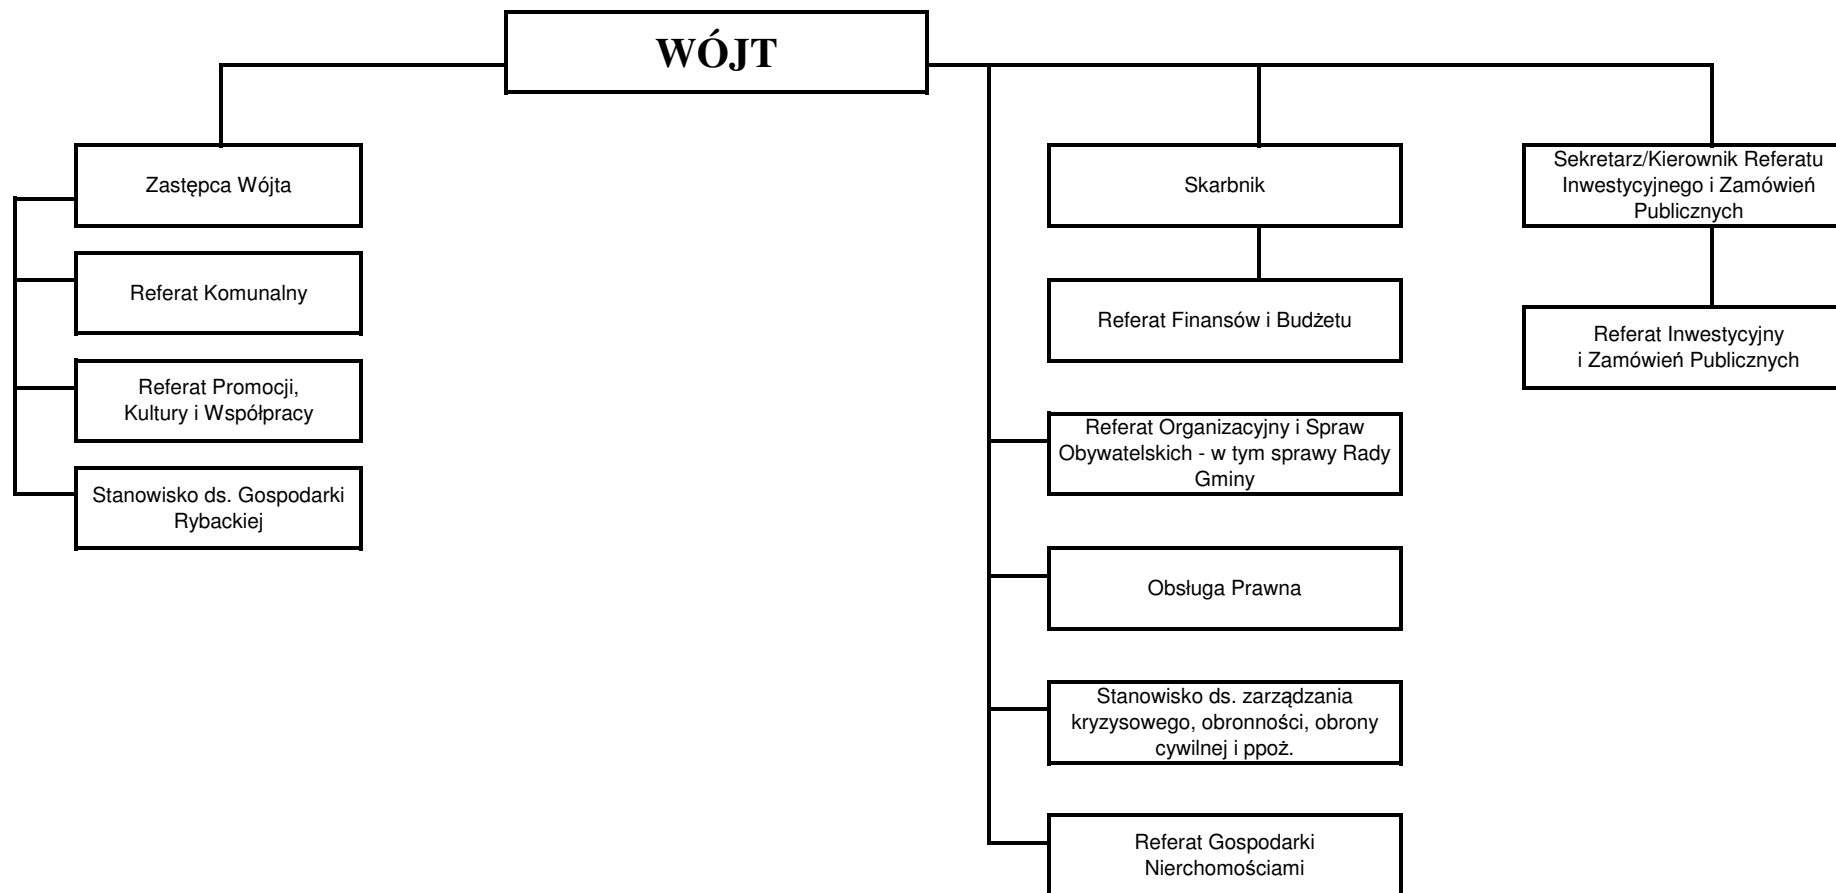 WÓJT
Zastępca Wójta
Referat Komunalny
Referat Promocji,
Kultury i Współpracy
Stanowisko ds. Gospodarki
Rybackiej
Skarbnik
Referat Finansów i Budżetu
Referat Organizacyjny i Spraw
Obywatelskich - w tym sprawy Rady
Gminy
Obsługa Prawna
Stanowisko ds. zarządzania
kryzysowego, obronności, obrony
cywilnej i ppoż.
Referat Gospodarki
Nierchomościami
Sekretarz/Kierownik Referatu
Inwestycyjnego i Zamówień
Publicznych
Referat Inwestycyjny
i Zamówień Publicznych